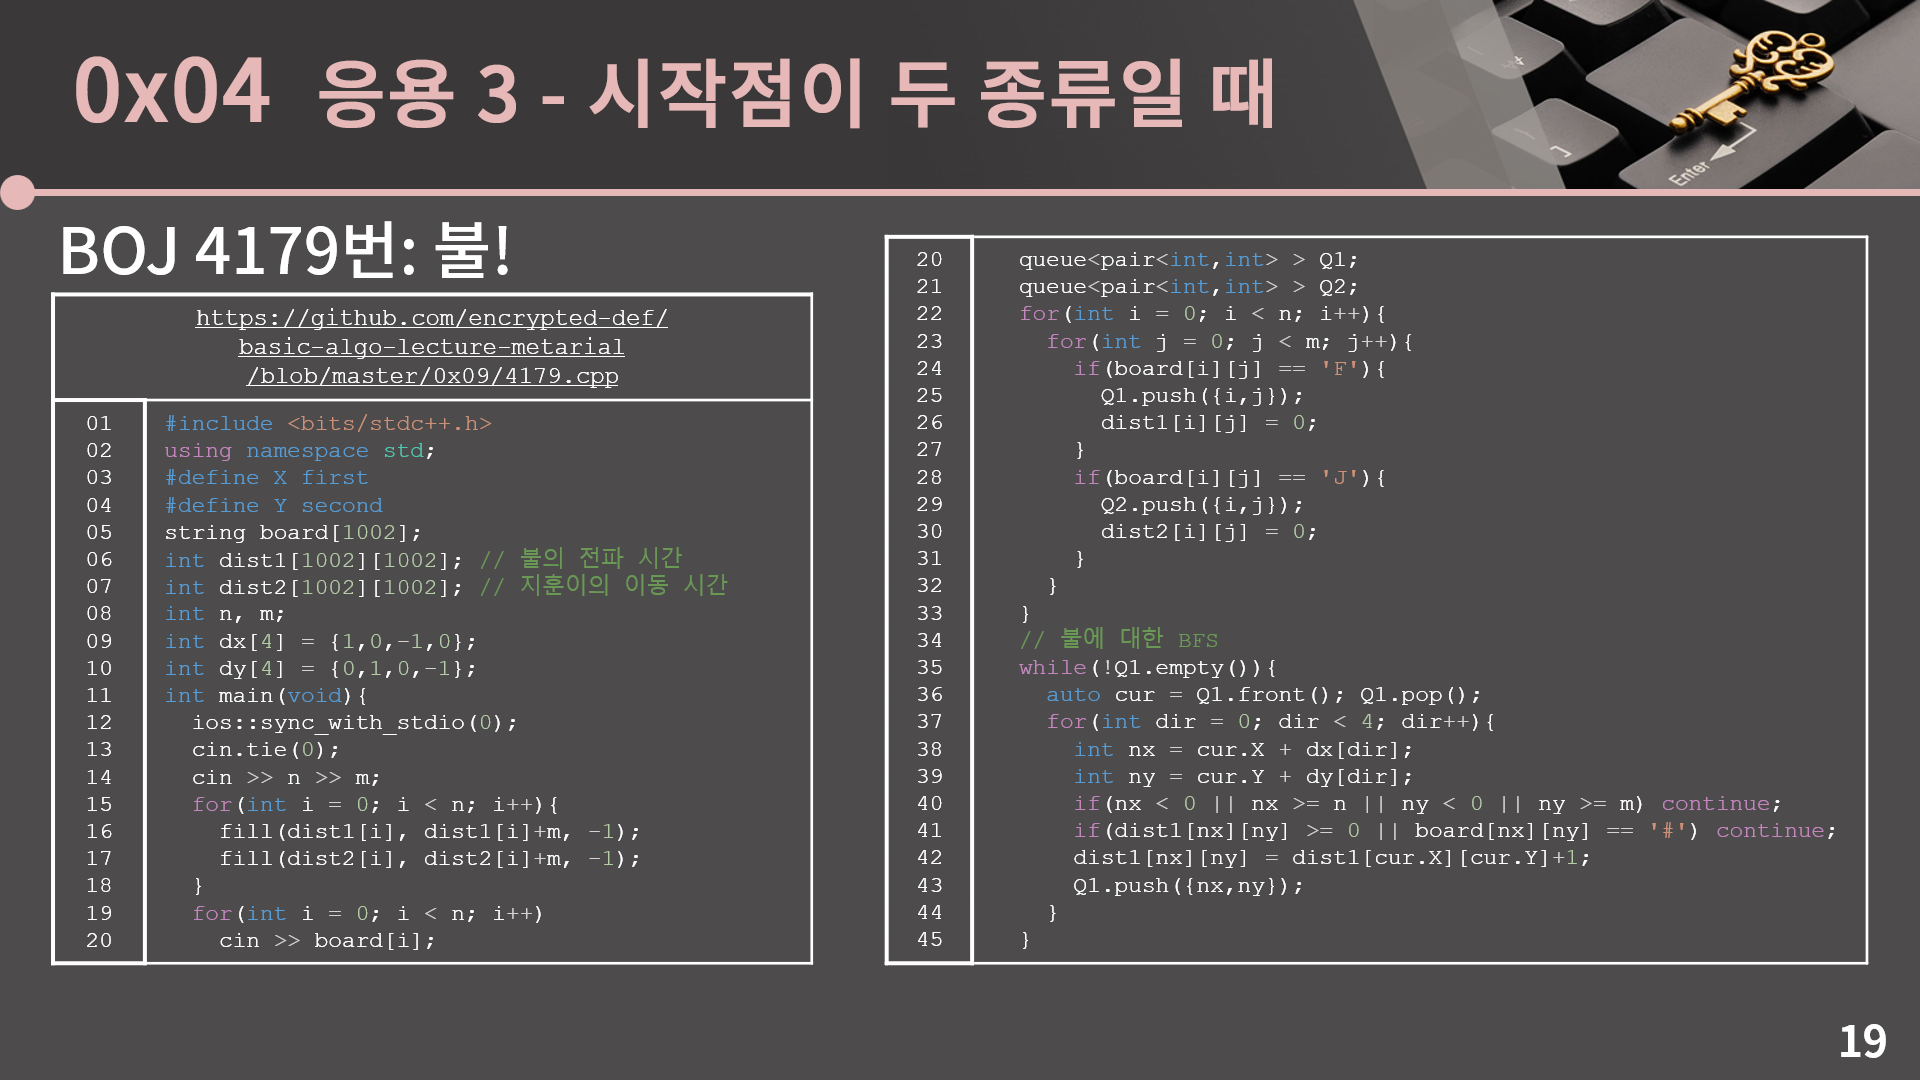 0x04 응용 3 - 시작점이 두 종류일 때
Enter
BOJ 4179번: 불!
https://github.com/encrypted-def/
basic-algo-lecture-metarial
/blob/master/0x09/4179.cpp
01 #include <bits/stdc++.h>
02 using namespace std;
03 #define X first
04 #define Y second
05 string board[1002];
06 int dist1[1002][1002]; // 불의 전파 시간
07 int dist2[1002][1002]; // 지훈이의 이동 시간
08 int n, m;
09 int dx[4] = {1,0,-1,0};
10 int dy[4] = {0,1,0,-1};
11 int main(void){
12   ios::sync_with_stdio(0);
13   cin.tie(0);
14   cin >> n >> m;
15   for(int i = 0; i < n; i++){
16     fill(dist1[i], dist1[i]+m, -1);
17     fill(dist2[i], dist2[i]+m, -1);
18   }
19   for(int i = 0; i < n; i++)
20     cin >> board[i];
20   queue<pair<int,int> > Q1;
21   queue<pair<int,int> > Q2;
22   for(int i = 0; i < n; i++){
23     for(int j = 0; j < m; j++){
24       if(board[i][j] == 'F'){
25         Q1.push({i,j});
26         dist1[i][j] = 0;
27       }
28       if(board[i][j] == 'J'){
29         Q2.push({i,j});
30         dist2[i][j] = 0;
31       }
32     }
33   }
34   // 불에 대한 BFS
35   while(!Q1.empty()){
36     auto cur = Q1.front(); Q1.pop();
37     for(int dir = 0; dir < 4; dir++){
38       int nx = cur.X + dx[dir];
39       int ny = cur.Y + dy[dir];
40       if(nx < 0 || nx >= n || ny < 0 || ny >= m) continue;
41       if(dist1[nx][ny] >= 0 || board[nx][ny] == '#') continue;
42       dist1[nx][ny] = dist1[cur.X][cur.Y]+1;
43       Q1.push({nx,ny});
44     }
45   }
19